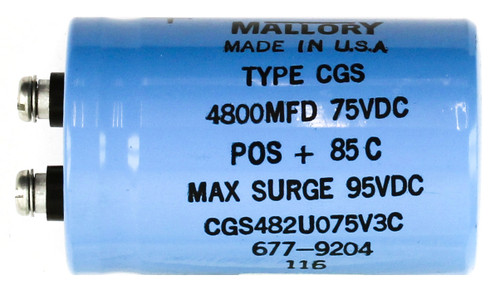 MALLORY
MADE IN U.S.A
TYPE CGS
4800MFD 75VDC
POS + 85 C
MAX SURGE 95VDC
CGS482U075V3C
677-9204
116